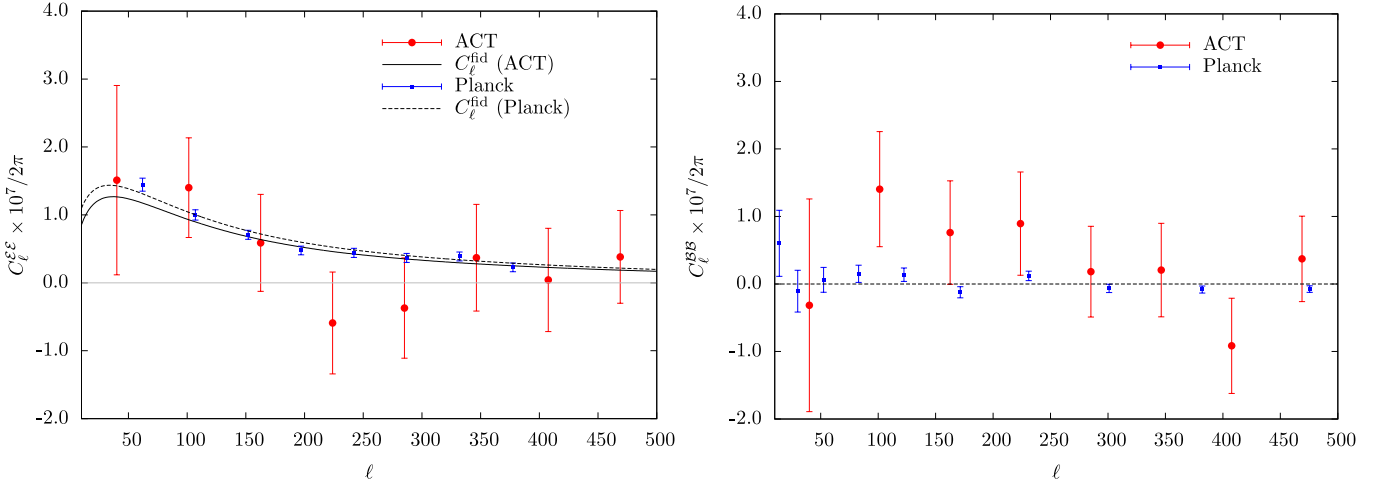 4.0
3.0
2.0
1.0
0.0
-1.0
-2.0
50 100 150 200 250 300 350 400 450 500
ℓ
C_ℓ^{ℰℰ} × 10^7/2π
ACT
C_ℓ^{fid} (ACT)
Planck
C_ℓ^{fid} (Planck)
4.0
3.0
2.0
1.0
0.0
-1.0
-2.0
50 100 150 200 250 300 350 400 450 500
ℓ
C_ℓ^{ℬℬ} × 10^7/2π
ACT
Planck